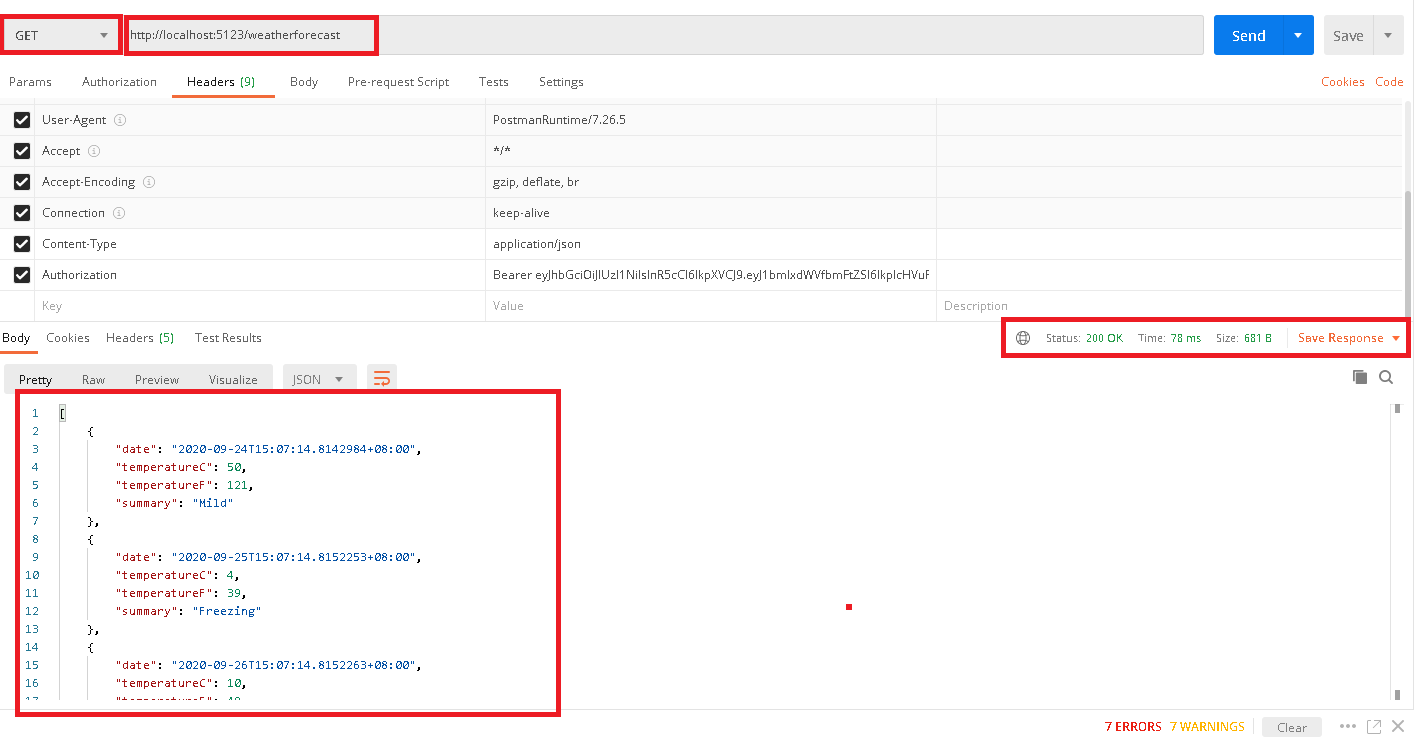 GET http://localhost:5123/weatherforecast Send Save
Params Authorization Headers (9) Body Pre-request Script Tests Settings Cookies Code
User-Agent PostmanRuntime/7.26.5
Accept */*
Accept-Encoding gzip, deflate, br
Connection keep-alive
Content-Type application/json
Authorization Bearer
Key Value Description
Body Cookies Headers (5) Test Results Status: 200 OK Time: 78 ms Size: 681 B Save Response
Pretty Raw Preview Visualize JSON
1 [
2 {
3 "date": "2020-09-24T15:07:14.8142984+08:00",
4 "temperatureC": 50,
5 "temperatureF": 121,
6 "summary": "Mild"
7 },
8 {
9 "date": "2020-09-25T15:07:14.8152253+08:00",
10 "temperatureC": 4,
11 "temperatureF": 39,
12 "summary": "Freezing"
13 },
14 {
15 "date": "2020-09-26T15:07:14.8152263+08:00",
16 "temperatureC": 10,
7 ERRORS 7 WARNINGS Clear